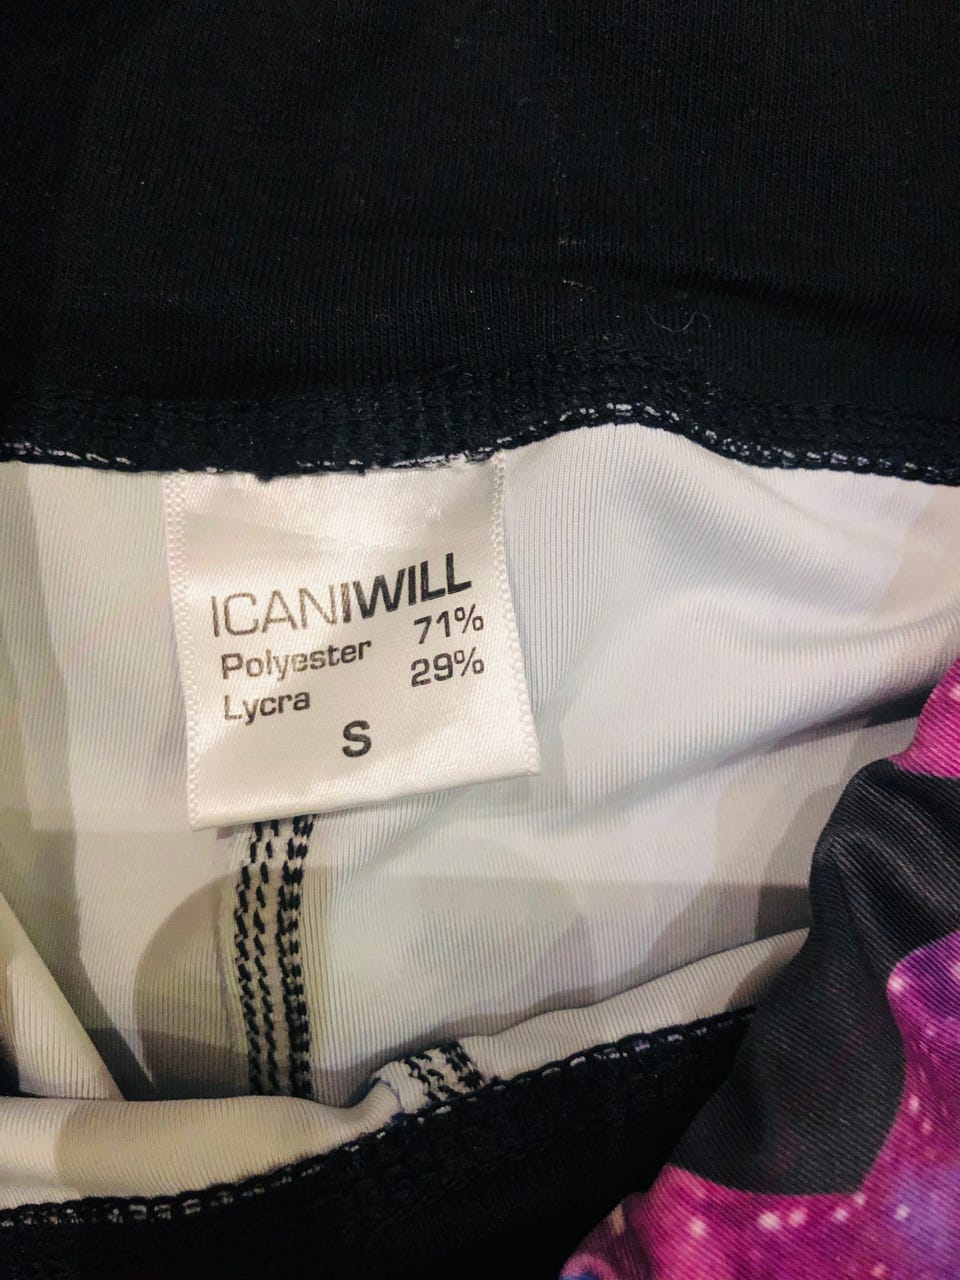 ICANIWILL
Polyester 71%
Lycra 29%
S